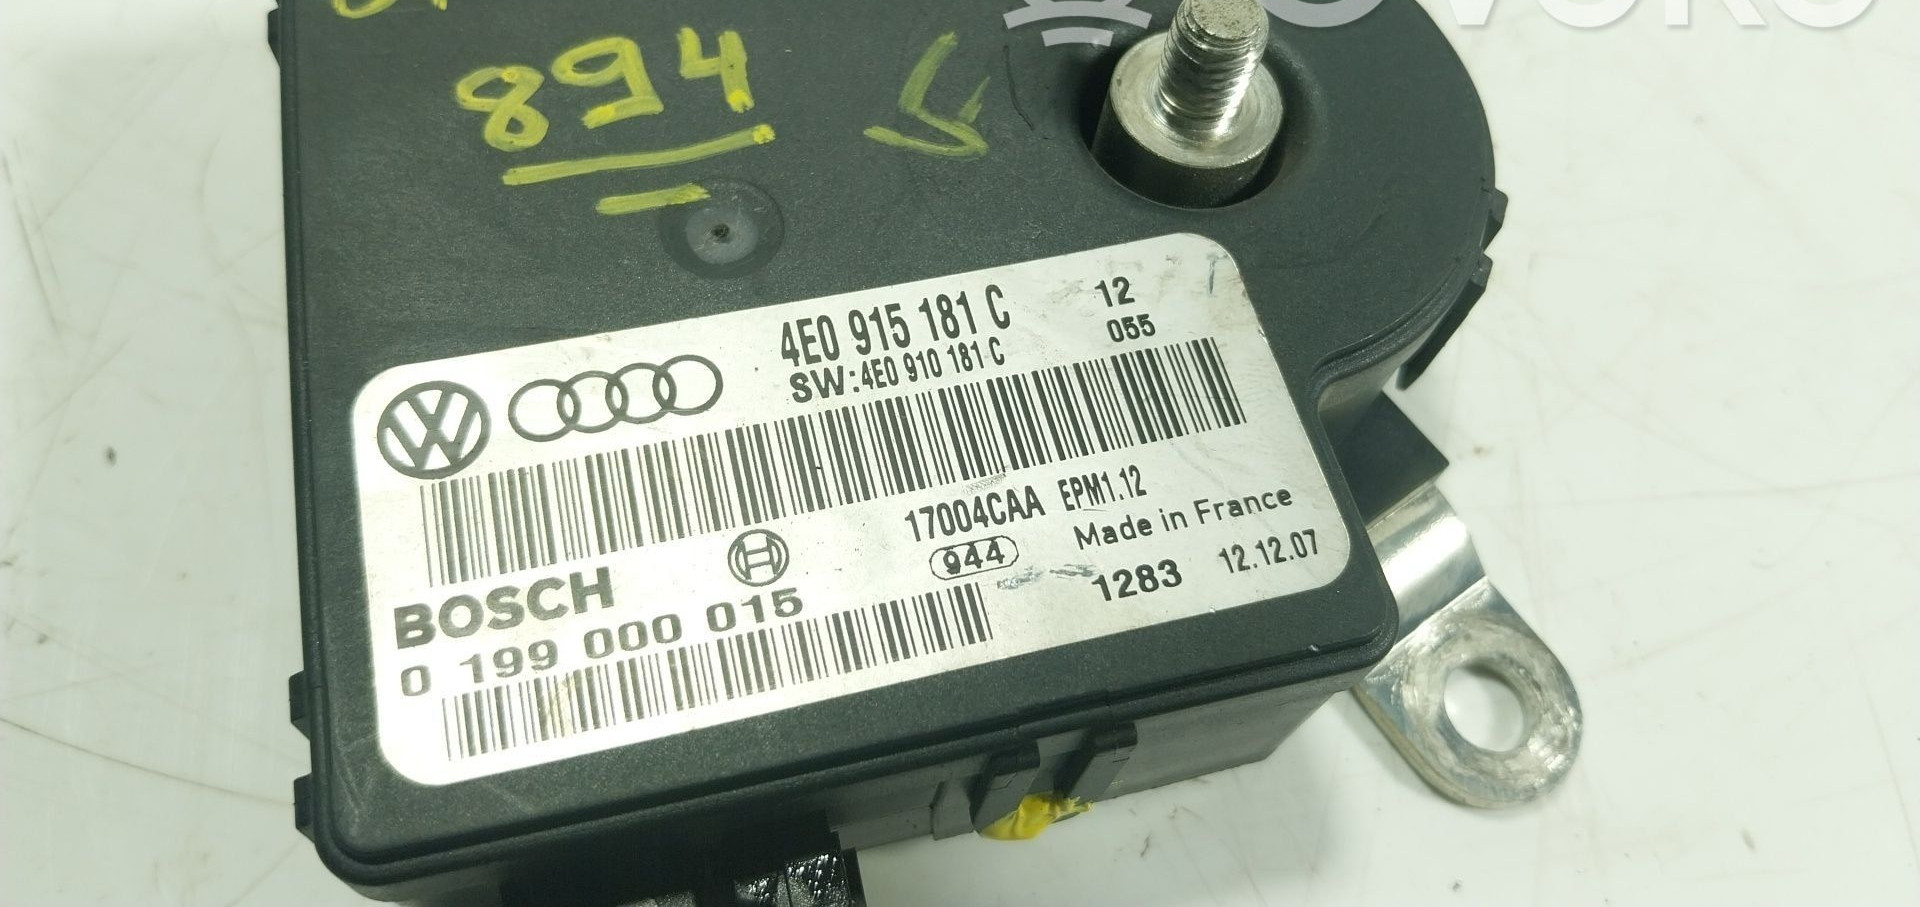 894
4E0 915 181 C
12
SW:4E0 910 181 C
055
17004CAA EPM1.12
944
Made in France
BOSCH
0 199 000 015
1283 12.12.07